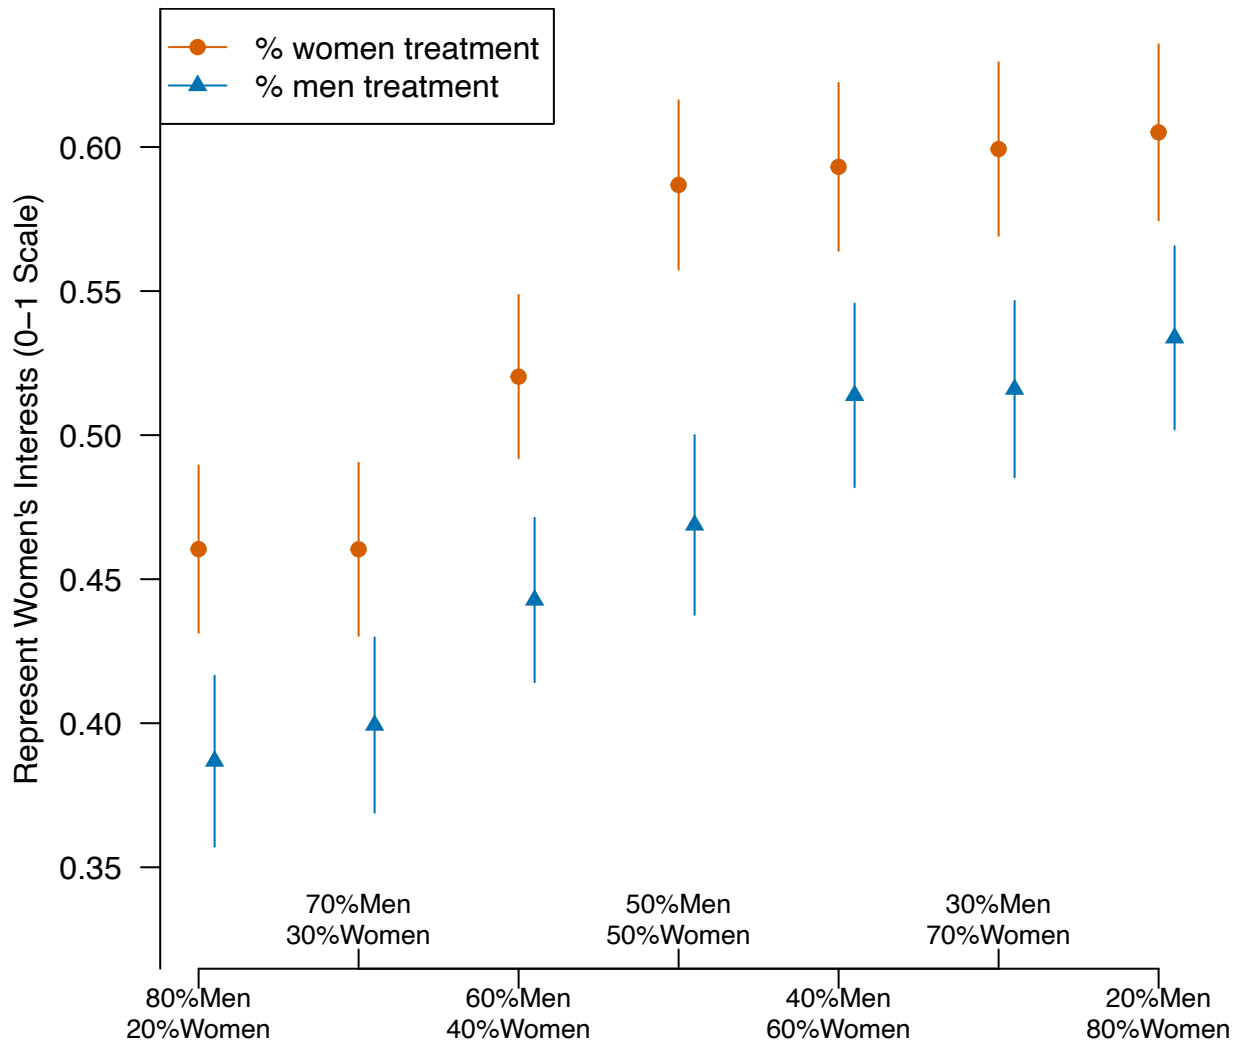 % women treatment
% men treatment
Represent Women's Interests (0−1 Scale)
0.60
0.55
0.50
0.45
0.40
0.35
70%Men
30%Women
50%Men
50%Women
30%Men
70%Women
80%Men
20%Women
60%Men
40%Women
40%Men
60%Women
20%Men
80%Women